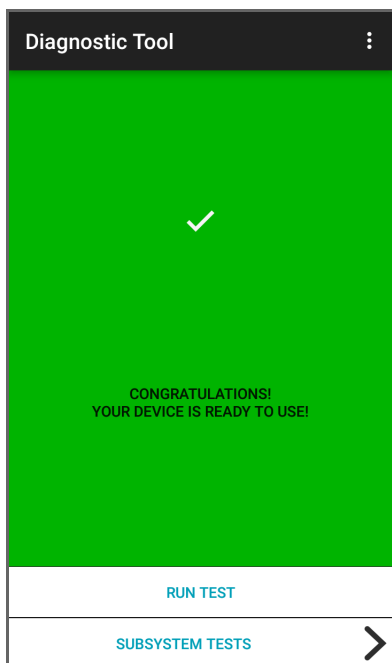 Diagnostic Tool
CONGRATULATIONS!
YOUR DEVICE IS READY TO USE!
RUN TEST
SUBSYSTEM TESTS